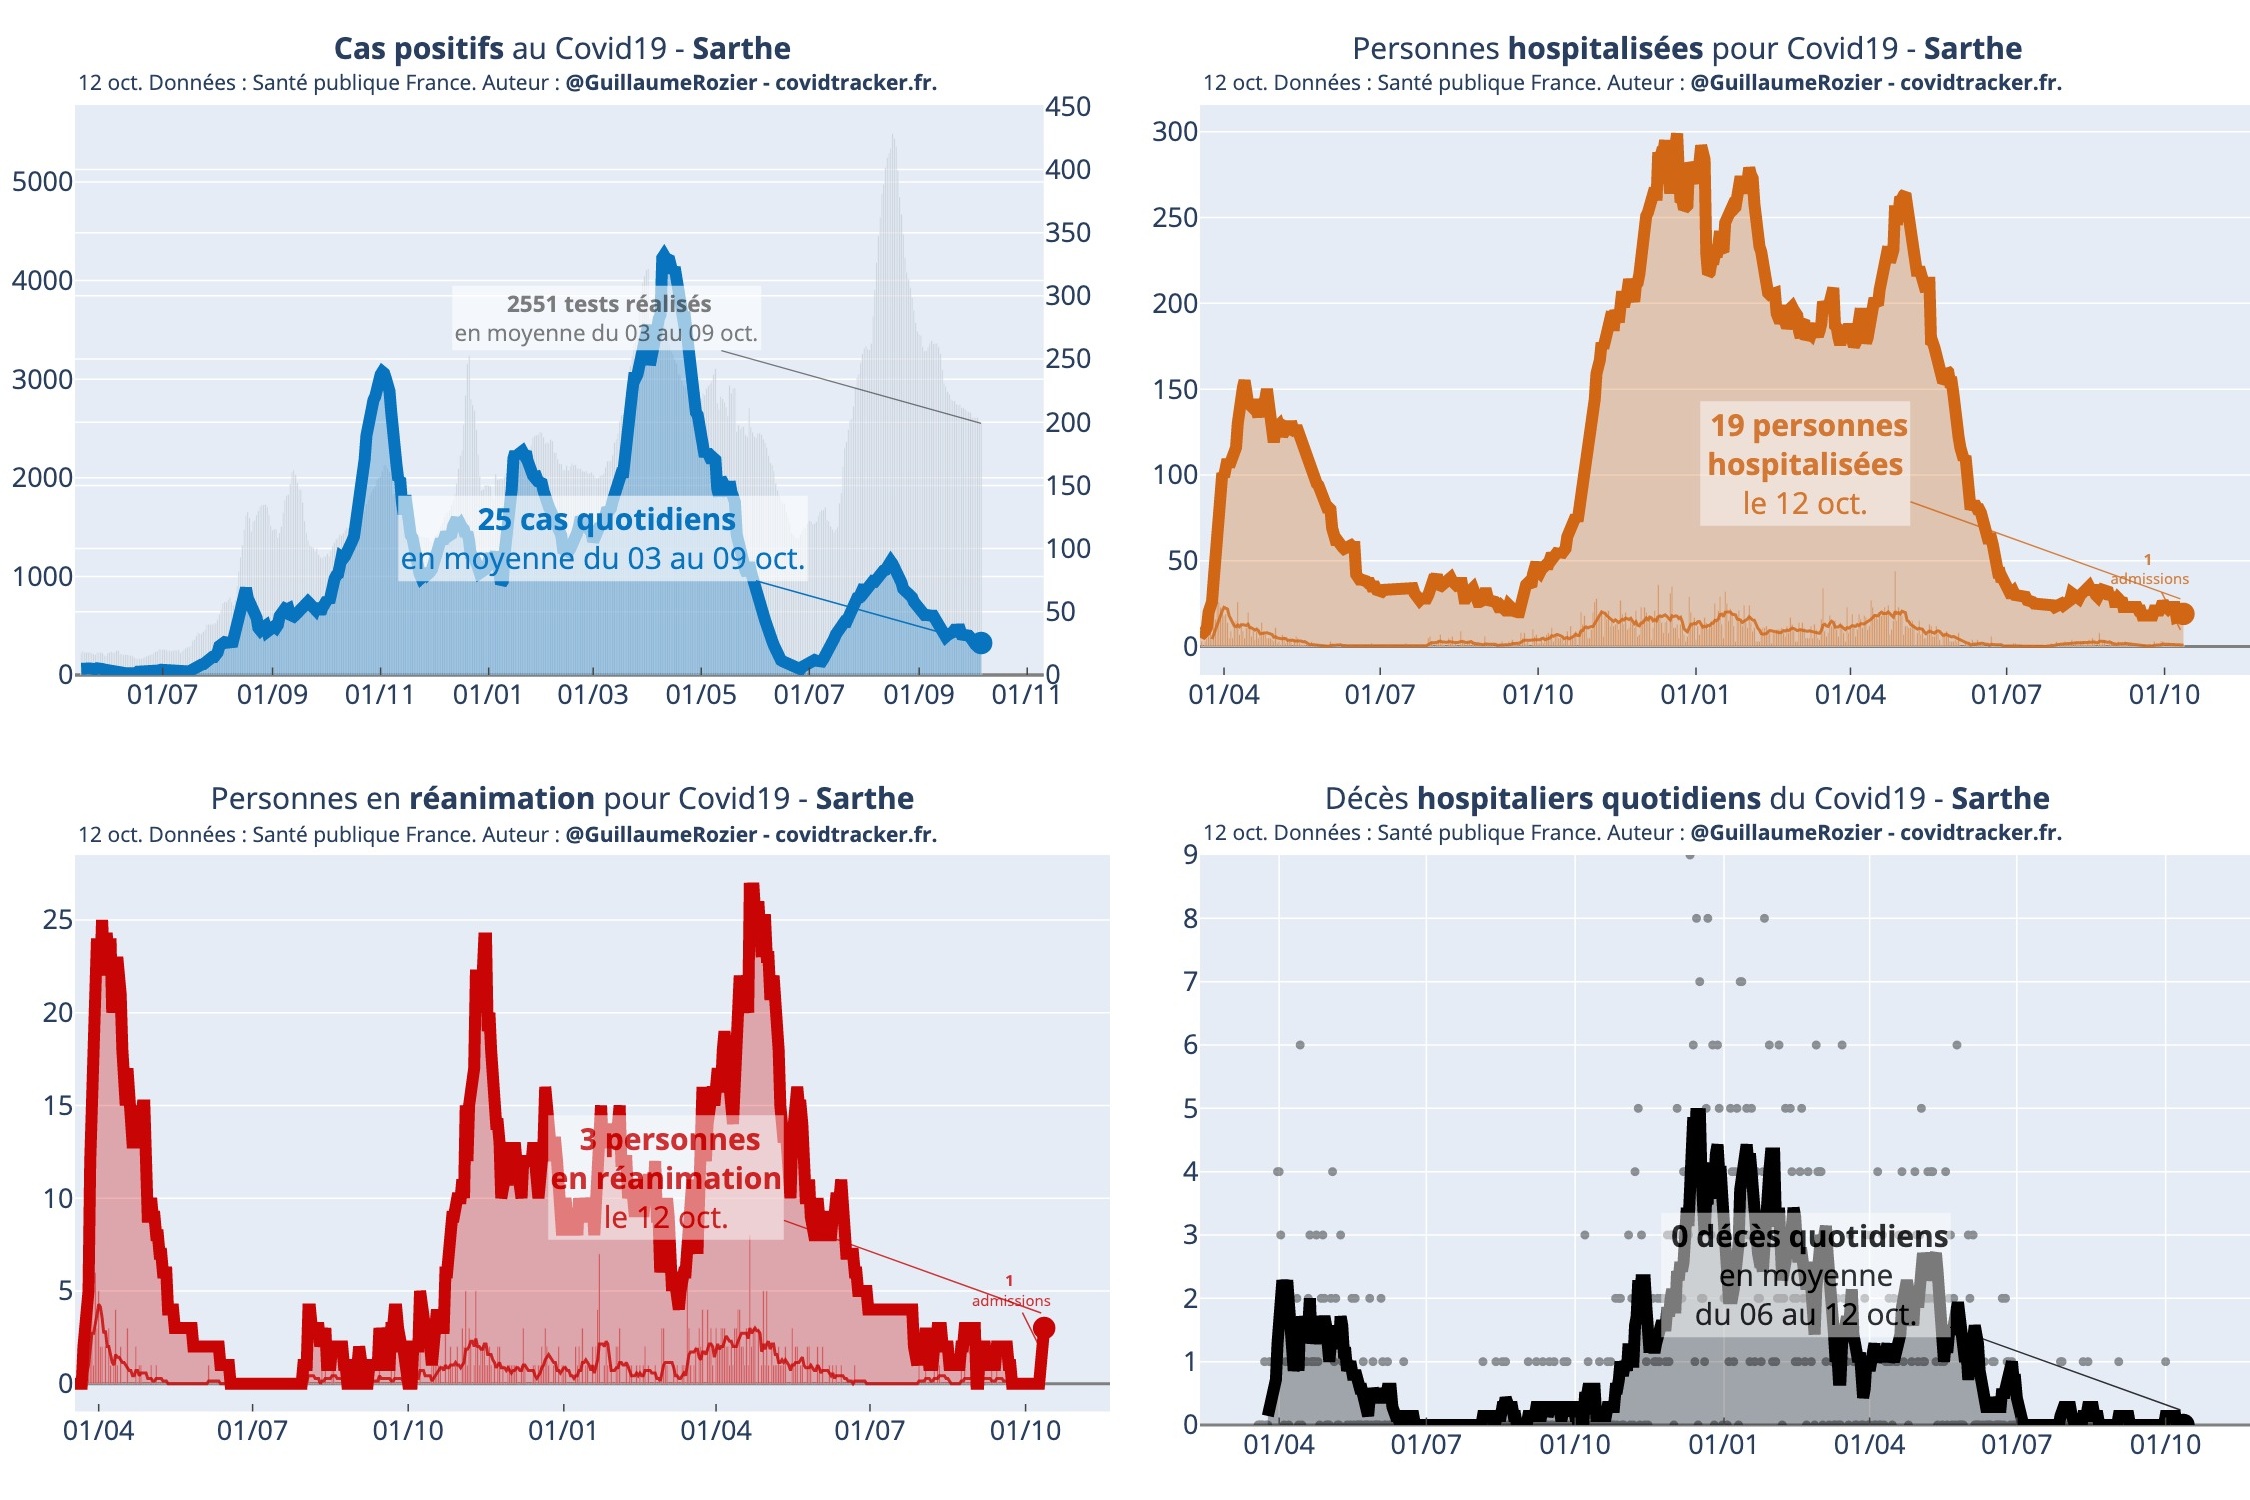 Cas positifs au Covid19 - Sarthe
12 oct. Données : Santé publique France. Auteur : @GuillaumeRozier - covidtracker.fr.
450
400
350
300
250
200
150
100
50
0
5000
4000
3000
2000
1000
0
2551 tests réalisés
en moyenne du 03 au 09 oct.
25 cas quotidiens
en moyenne du 03 au 09 oct.
01/07 01/09 01/11 01/01 01/03 01/05 01/07 01/09 01/11
Personnes hospitalisées pour Covid19 - Sarthe
12 oct. Données : Santé publique France. Auteur : @GuillaumeRozier - covidtracker.fr.
300
250
200
150
100
50
0
19 personnes
hospitalisées
le 12 oct.
1
admissions
01/04 01/07 01/10 01/01 01/04 01/07 01/10
Personnes en réanimation pour Covid19 - Sarthe
12 oct. Données : Santé publique France. Auteur : @GuillaumeRozier - covidtracker.fr.
25
20
15
10
5
0
3 personnes
en réanimation
le 12 oct.
1
admissions
01/04 01/07 01/10 01/01 01/04 01/07 01/10
Décès hospitaliers quotidiens du Covid19 - Sarthe
12 oct. Données : Santé publique France. Auteur : @GuillaumeRozier - covidtracker.fr.
9
8
7
6
5
4
3
2
1
0
0 décès quotidiens
en moyenne
du 06 au 12 oct.
01/04 01/07 01/10 01/01 01/04 01/07 01/10